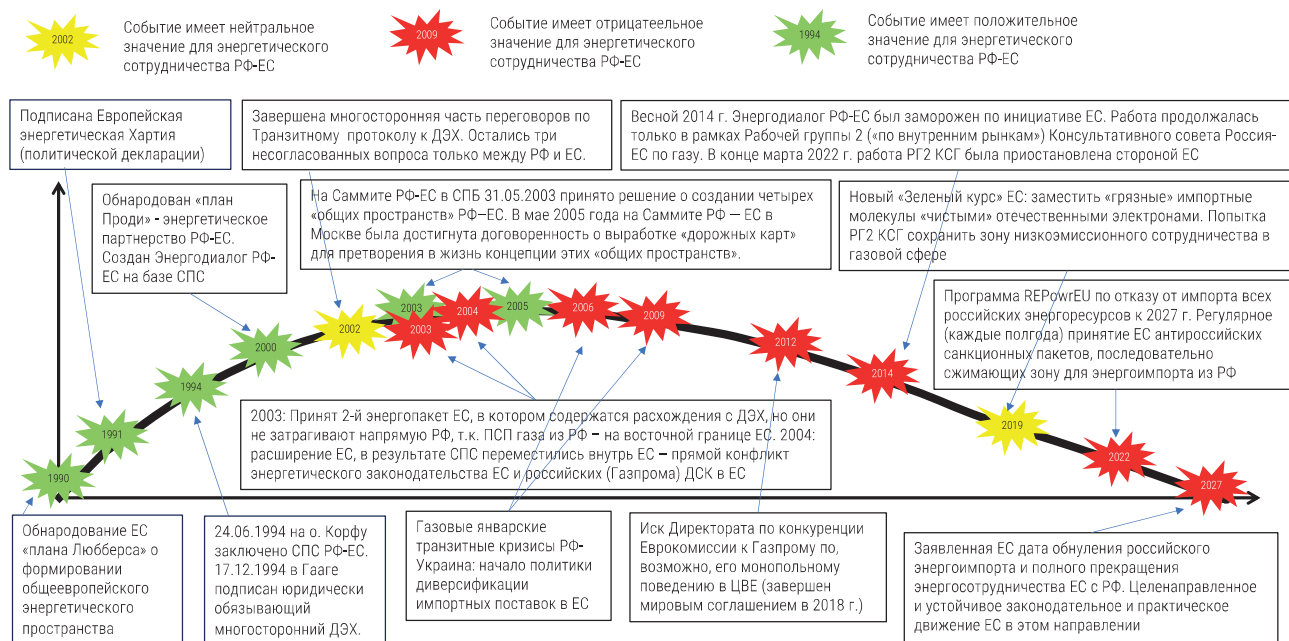 2002
Событие имеет нейтральное
значение для энергетического
сотрудничества РФ-ЕС
2009
Событие имеет отрицатеельное
значение для энергетического
сотрудничества РФ-ЕС
1994
Событие имеет положительное
значение для энергетического
сотрудничества РФ-ЕС
Подписана Европейская
энергетическая Хартия
(политической декларации)
Завершена многосторонняя часть переговоров по
Транзитному протоколу к ДЭХ. Остались три
несогласованных вопроса только между РФ и ЕС.
Весной 2014 г. Энергодиалог РФ-ЕС был заморожен по инициативе ЕС. Работа продолжалась
только в рамках Рабочей группы 2 («по внутренним рынкам») Консультативного совета Россия-
ЕС по газу. В конце марта 2022 г. работа РГ2 КСГ была приостановлена стороной ЕС
Обнародован «план
Проди» - энергетическое
партнерство РФ-ЕС.
Создан Энергодиалог РФ-
ЕС на базе СПС
На Саммите РФ-ЕС в СПБ 31.05.2003 принято решение о создании четырех
«общих пространств» РФ—ЕС. В мае 2005 года на Саммите РФ — ЕС в
Москве была достигнута договоренность о выработке «дорожных карт»
для претворения в жизнь концепции этих «общих пространств».
Новый «Зеленый курс» ЕС: заместить «грязные» импортные
молекулы «чистыми» отечественными электронами. Попытка
РГ2 КСГ сохранить зону низкоэмиссионного сотрудничества в
газовой сфере
Программа REPowrEU по отказу от импорта всех
российских энергоресурсов к 2027 г. Регулярное
(каждые полгода) принятие ЕС антироссийских
санкционных пакетов, последовательно
сжимающих зону для энергоимпорта из РФ
1990
1991
1994
2000
2002
2003
2003
2004
2005
2006
2009
2012
2014
2019
2022
2027
2003: Принят 2-й энергопакет ЕС, в котором содержатся расхождения с ДЭХ, но они
не затрагивают напрямую РФ, т.к. ПСП газа из РФ – на восточной границе ЕС. 2004:
расширение ЕС, в результате СПС переместились внутрь ЕС – прямой конфликт
энергетического законодательства ЕС и российских (Газпрома) ДСК в ЕС
Обнародование ЕС
«плана Любберса» о
формировании
общеевропейского
энергетического
пространства
24.06.1994 на о. Корфу
заключено СПС РФ-ЕС.
17.12.1994 в Гааге
подписан юридически
обязывающий
многосторонний ДЭХ.
Газовые январские
транзитные кризисы РФ-
Украина: начало политики
диверсификации
импортных поставок в ЕС
Иск Директората по конкуренции
Еврокомиссии к Газпрому по,
возможно, его монопольному
поведению в ЦВЕ (завершен
мировым соглашением в 2018 г.)
Заявленная ЕС дата обнуления российского
энергоимпорта и полного прекращения
энергосотрудничества ЕС с РФ. Целенаправленное
и устойчивое законодательное и практическое
движение ЕС в этом направлении